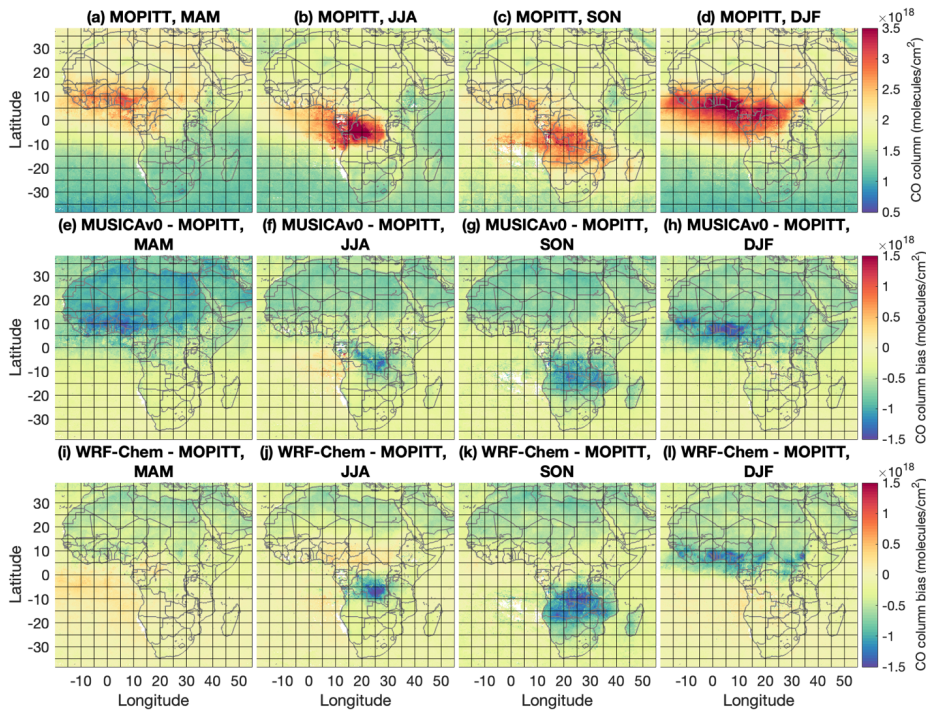 (a) MOPITT, MAM
(b) MOPITT, JJA
(c) MOPITT, SON
(d) MOPITT, DJF
×10^18
Latitude
30
20
10
0
-10
-20
-30
3.5
3
2.5
2
1.5
1
0.5
CO column (molecules/cm²)
(e) MUSICAv0 - MOPITT,
MAM
(f) MUSICAv0 - MOPITT,
JJA
(g) MUSICAv0 - MOPITT,
SON
(h) MUSICAv0 - MOPITT,
DJF
×10^18
Latitude
30
20
10
0
-10
-20
-30
1.5
1
0.5
0
-0.5
-1
-1.5
CO column bias (molecules/cm²)
(i) WRF-Chem - MOPITT,
MAM
(j) WRF-Chem - MOPITT,
JJA
(k) WRF-Chem - MOPITT,
SON
(l) WRF-Chem - MOPITT,
DJF
×10^18
Latitude
30
20
10
0
-10
-20
-30
1.5
1
0.5
0
-0.5
-1
-1.5
CO column bias (molecules/cm²)
-10 0 10 20 30 40 50
-10 0 10 20 30 40 50
-10 0 10 20 30 40 50
-10 0 10 20 30 40 50
Longitude
Longitude
Longitude
Longitude